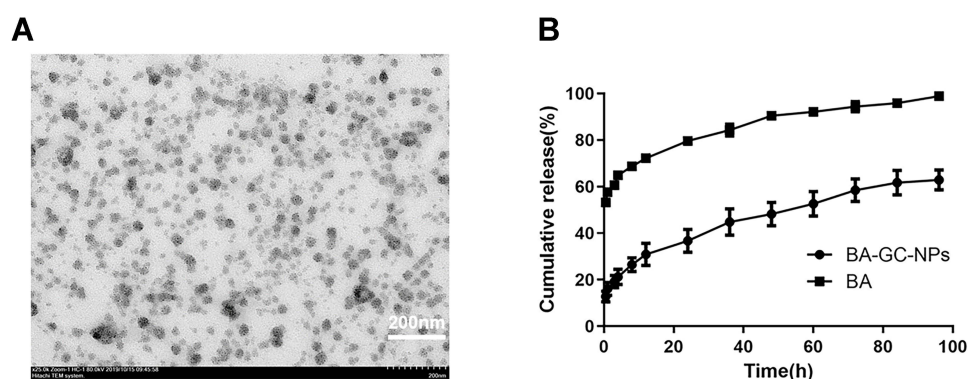 A
200nm
x25.0k Zoom-1 HC-1 80.0kV 2019/10/15 09:45:58
Hitachi TEM system.
200nm
B
Cumulative release(%)
100
80
60
40
20
0
BA-GC-NPs
BA
0 20 40 60 80 100
Time(h)